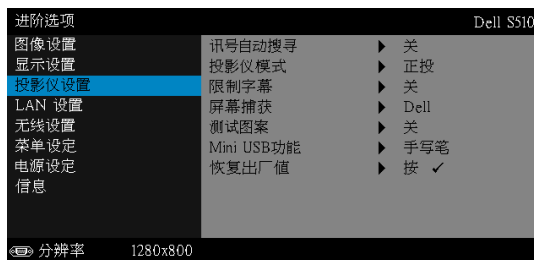 进阶选项 Dell S510
图像设置 讯号自动搜寻 关
显示设置 投影仪模式 正投
投影仪设置 限制字幕 关
LAN 设置 屏幕捕获 Dell
无线设置 测试图案 关
菜单设定 Mini USB功能 手写笔
电源设定 恢复出厂值 按 ✓
信息
分辨率 1280x800